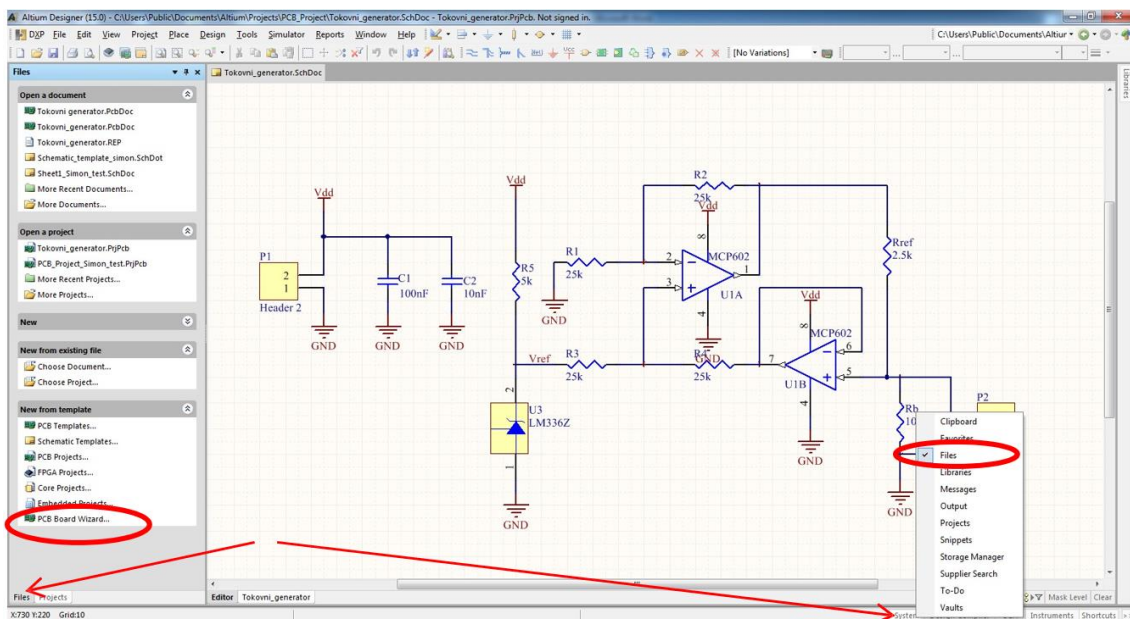 Altium Designer (15.0) - C:\Users\Public\Documents\Altium\Projects\PCB_Project\Tokovni_generator.SchDoc - Tokovni_generator.PrjPcb. Not signed in.
DXP File Edit View Project Place Design Tools Simulator Reports Window Help
C:\Users\Public\Documents\Altiur
[No Variations]
Files
Tokovni_generator.SchDoc
Libraries
Open a document
Tokovni generator.PcbDoc
Tokovni_generator.PcbDoc
Tokovni_generator.REP
Schematic_template_simon.SchDot
Sheet1_Simon_test.SchDoc
More Recent Documents...
More Documents...
Open a project
Tokovni_generator.PrjPcb
PCB_Project_Simon_test.PrjPcb
More Recent Projects...
More Projects...
New
New from existing file
Choose Document...
Choose Project...
New from template
PCB Templates...
Schematic Templates...
PCB Projects...
FPGA Projects...
Core Projects...
Embedded Projects...
PCB Board Wizard...
Files Projects
Vdd
P1
2
1
Header 2
C1
100nF
C2
10nF
GND
GND
GND
Vdd
R5
5k
Vref
2
U3
LM336Z
1
GND
R1
25k
GND
R2
25k
Vdd
8
MCP602
2
3
1
U1A
4
GND
R3
25k
R4
25k
Vdd
8
MCP602
6
7
5
U1B
4
GND
Rref
2.5k
Rb
10
GND
P2
Clipboard
Favorites
Files
Libraries
Messages
Output
Projects
Snippets
Storage Manager
Supplier Search
To-Do
Vaults
Editor Tokovni_generator
Mask Level Clear
X:730 Y:220 Grid:10
System
Instruments Shortcuts